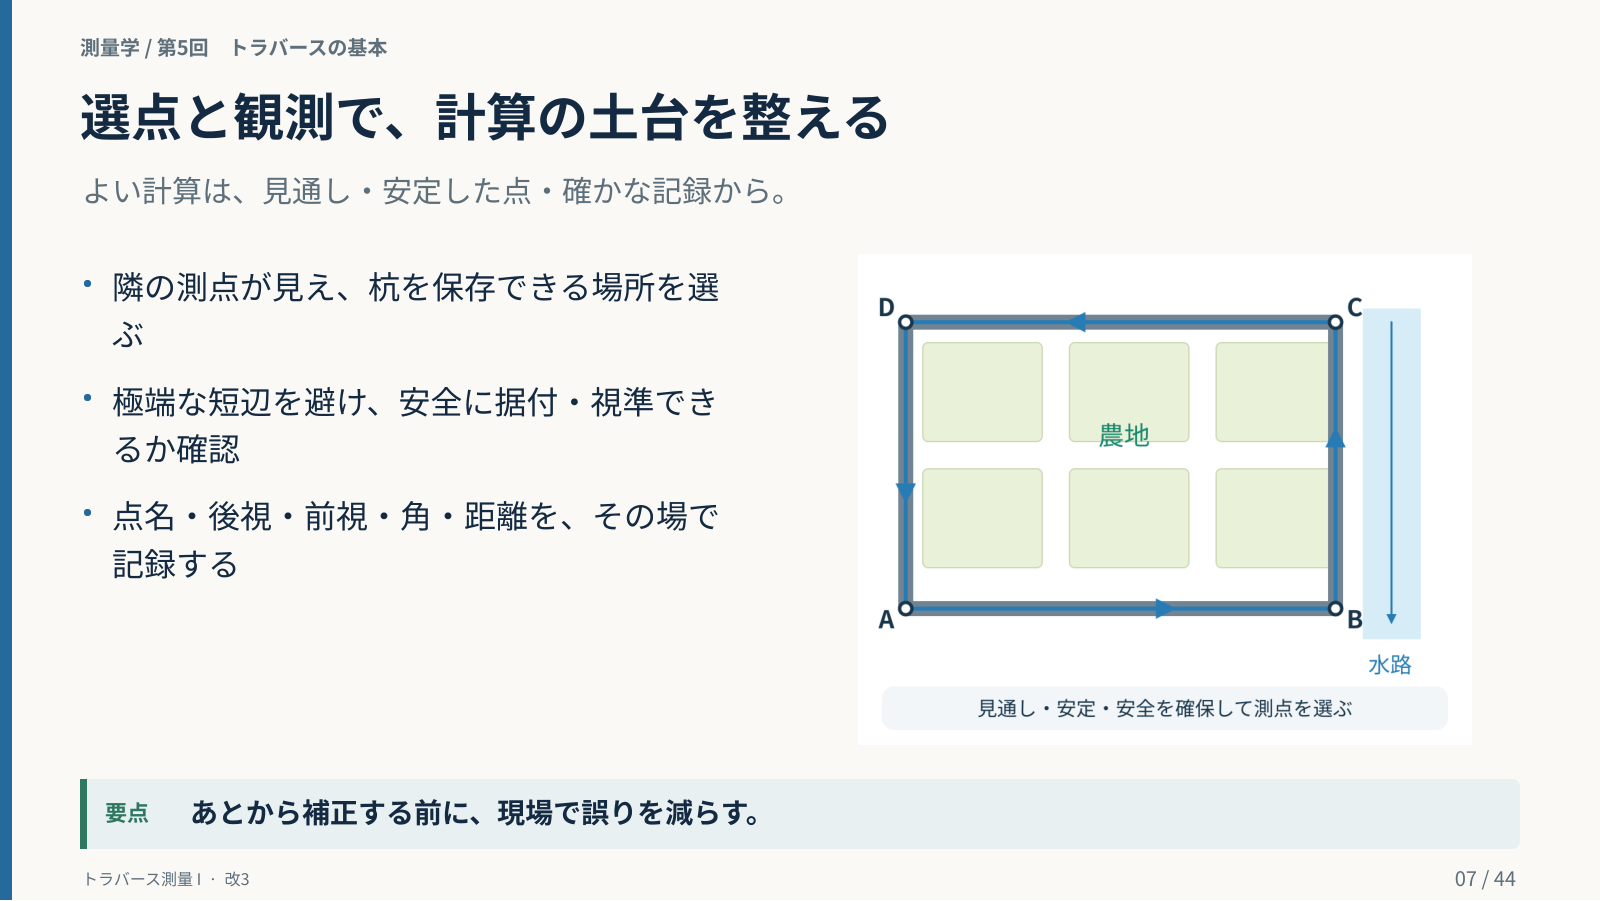 測量学 / 第5回　トラバースの基本
選点と観測で、計算の土台を整える
よい計算は、見通し・安定した点・確かな記録から。
・隣の測点が見え、杭を保存できる場所を選
ぶ
・極端な短辺を避け、安全に据付・視準でき
るか確認
・点名・後視・前視・角・距離を、その場で
記録する
D
C
農地
A
B
水路
見通し・安定・安全を確保して測点を選ぶ
要点　あとから補正する前に、現場で誤りを減らす。
トラバース測量 I · 改3
07 / 44